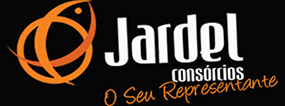 Jardel
consórcios
O Seu Representante